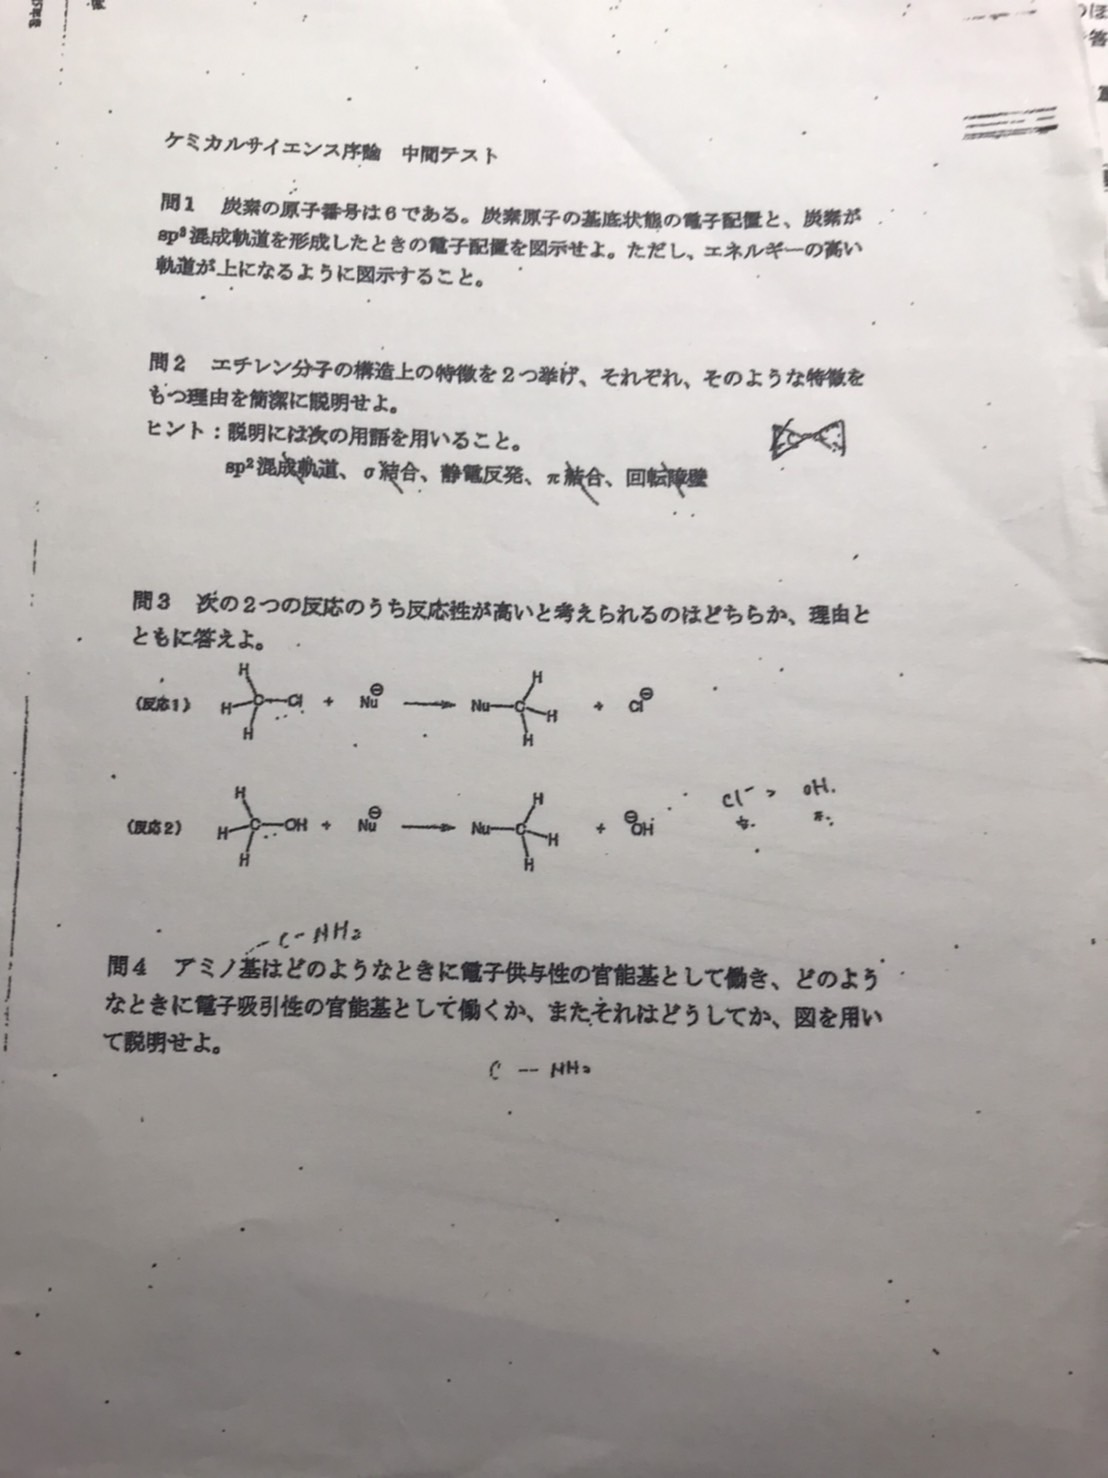 ケミカルサイエンス序論 中間テスト
問1 炭素の原子番号は6である。炭素原子の基底状態の電子配置と、炭素が
sp³混成軌道を形成したときの電子配置を図示せよ。ただし、エネルギーの高い
軌道が上になるように図示すること。
問2 エチレン分子の構造上の特徴を2つ挙げ、それぞれ、そのような特徴を
もつ理由を簡潔に説明せよ。
ヒント：説明には次の用語を用いること。
sp²混成軌道、σ結合、静電反発、π結合、回転障壁
問3 次の2つの反応のうち反応性が高いと考えられるのはどちらか、理由と
ともに答えよ。
H H
(反応1) H C Cl + Nu⊖ → Nu C H + Cl⊖
H H
H H
(反応2) H C OH + Nu⊖ → Nu C H + ⊖OH Cl⁻ > OH.
H H
C-NH₂
問4 アミノ基はどのようなときに電子供与性の官能基として働き、どのよう
なときに電子吸引性の官能基として働くか、またそれはどうしてか、図を用い
て説明せよ。
C -- NH₂